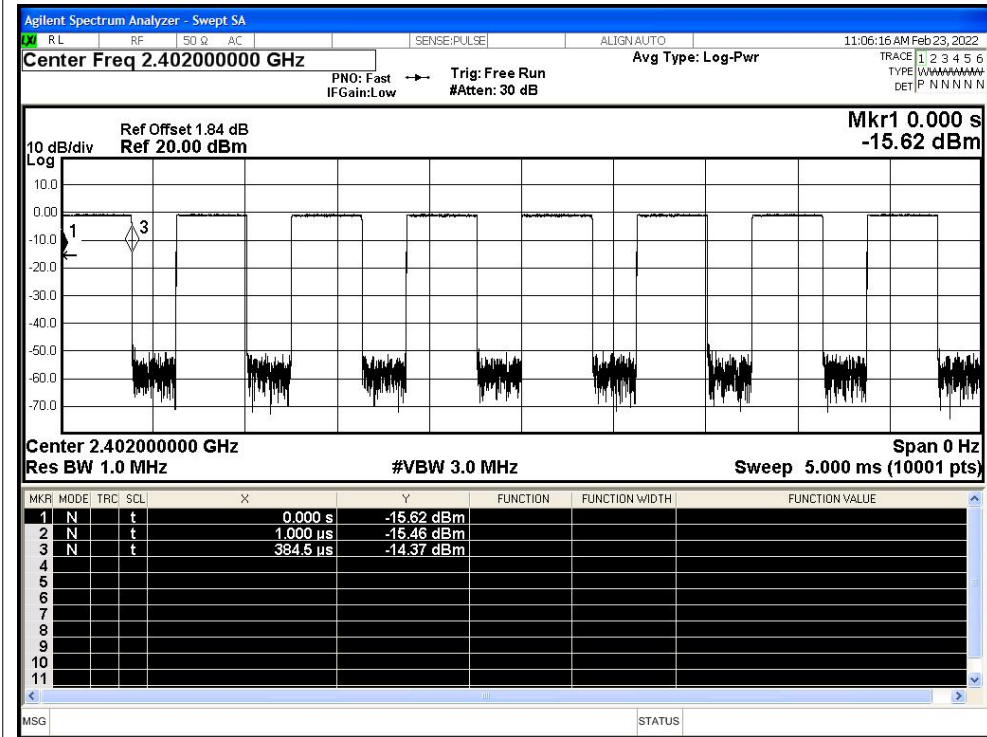 Agilent Spectrum Analyzer - Swept SA
LXI RL RF 50 Ω AC SENSE:PULSE ALIGN AUTO 11:06:16 AM Feb 23, 2022
Center Freq 2.402000000 GHz
PNO: Fast
IFGain:Low
Trig: Free Run
#Atten: 30 dB
Avg Type: Log-Pwr
TRACE 1 2 3 4 5 6
TYPE
DET P N N N N N
Mkr1 0.000 s
-15.62 dBm
Ref Offset 1.84 dB
10 dB/div Ref 20.00 dBm
Log
10.0
0.00
-10.0
-20.0
-30.0
-40.0
-50.0
-60.0
-70.0
1
3
Center 2.402000000 GHz Span 0 Hz
Res BW 1.0 MHz #VBW 3.0 MHz Sweep 5.000 ms (10001 pts)
MKR MODE TRC SCL X Y FUNCTION FUNCTION WIDTH FUNCTION VALUE
1 N t 0.000 s -15.62 dBm
2 N t 1.000 µs -15.46 dBm
3 N t 384.5 µs -14.37 dBm
4
5
6
7
8
9
10
11
MSG STATUS